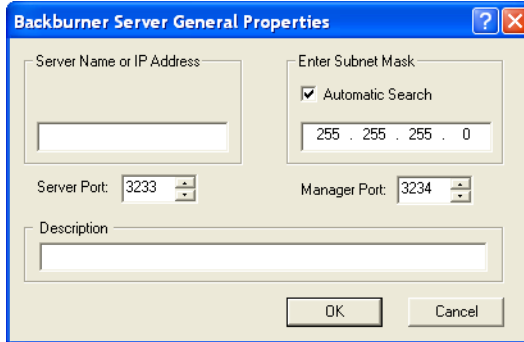 Backburner Server General Properties
Server Name or IP Address
Enter Subnet Mask
Automatic Search
255 . 255 . 255 . 0
Server Port: 3233
Manager Port: 3234
Description
OK
Cancel